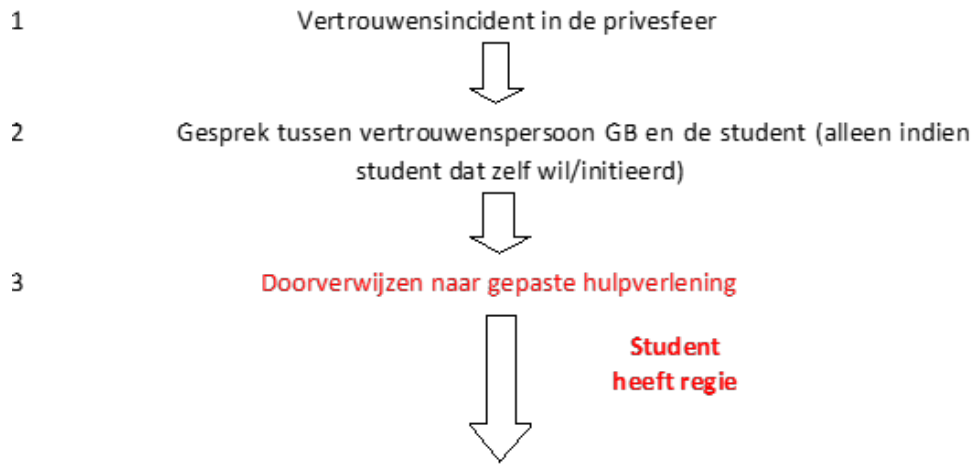 1 Vertrouwensincident in de privesfeer
2 Gesprek tussen vertrouwenspersoon GB en de student (alleen indien
student dat zelf wil/initieerd)
3 Doorverwijzen naar gepaste hulpverlening
Student
heeft regie